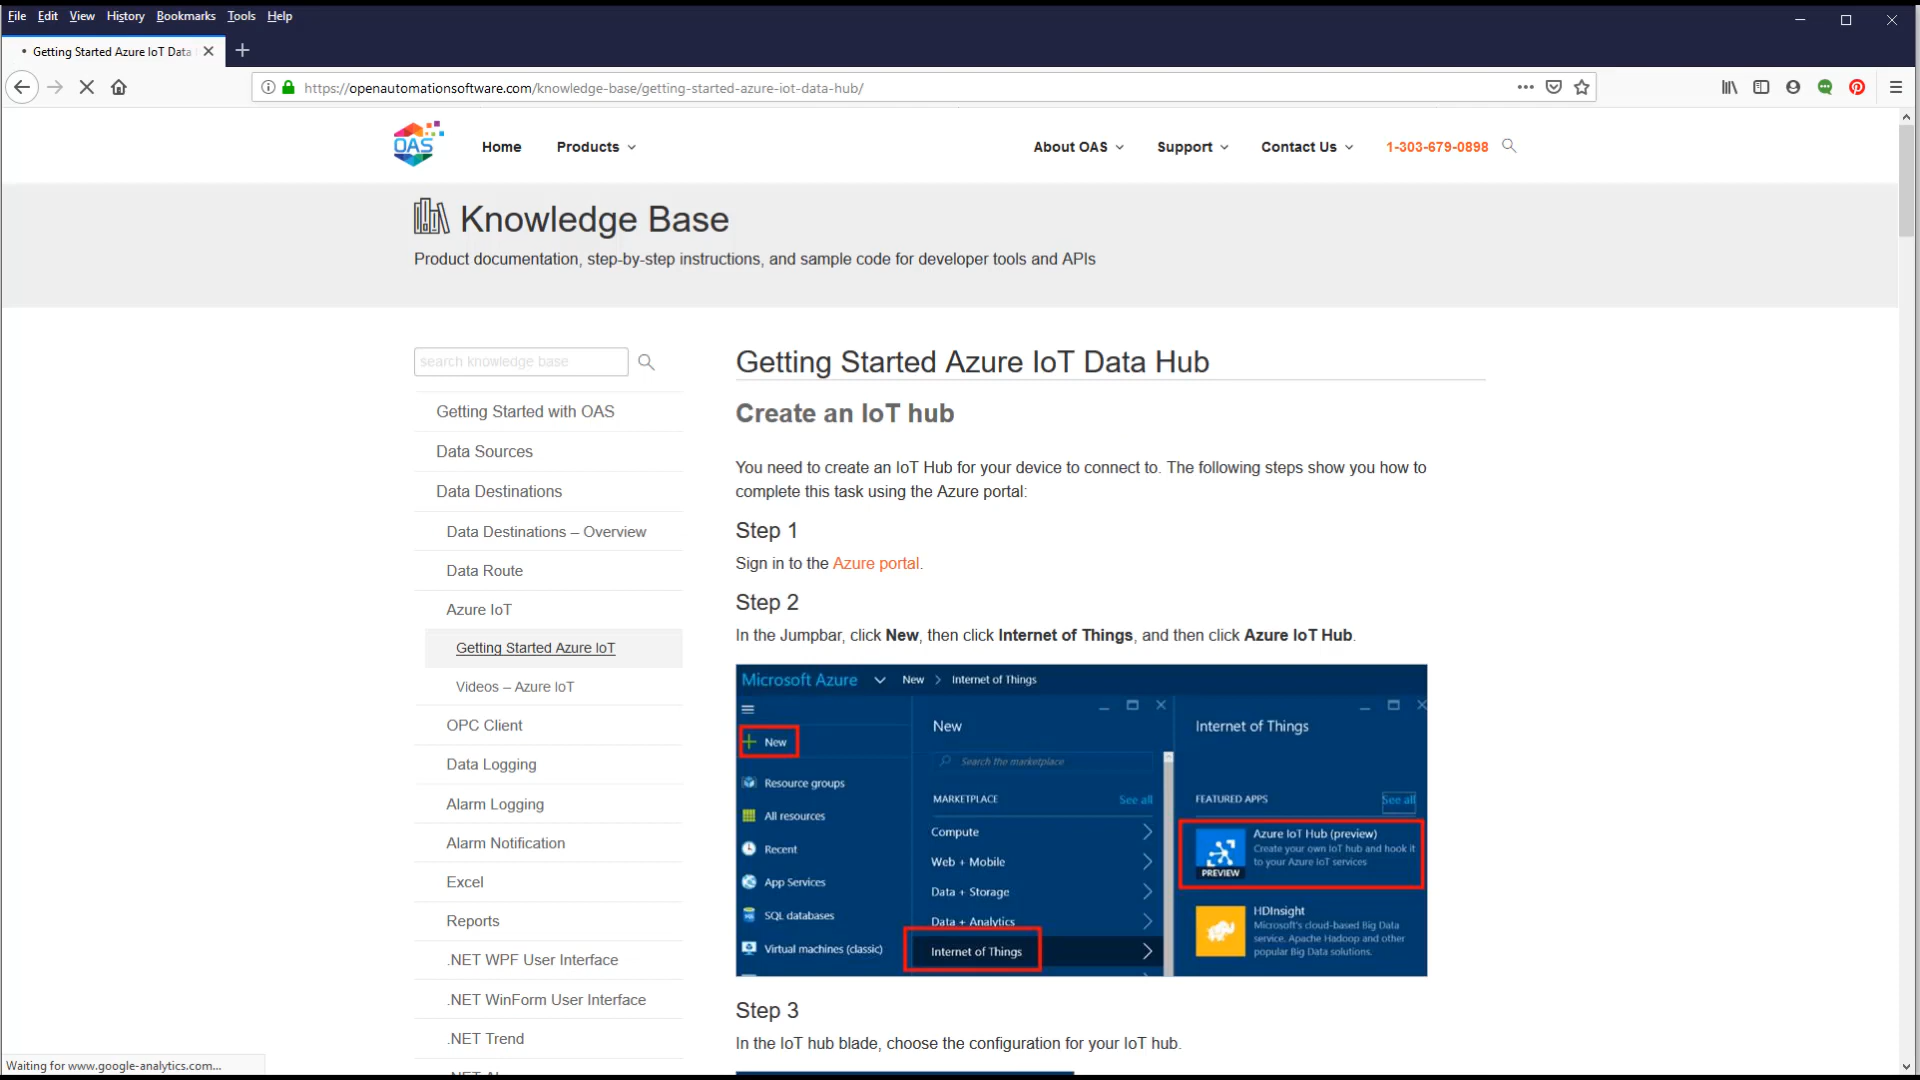 File Edit View History Bookmarks Tools Help
Getting Started Azure IoT Data
https://openautomationsoftware.com/knowledge-base/getting-started-azure-iot-data-hub/
OAS
Home Products About OAS Support Contact Us 1-303-679-0898
Knowledge Base
Product documentation, step-by-step instructions, and sample code for developer tools and APIs
search knowledge base
Getting Started with OAS
Data Sources
Data Destinations
Data Destinations – Overview
Data Route
Azure IoT
Getting Started Azure IoT
Videos – Azure IoT
OPC Client
Data Logging
Alarm Logging
Alarm Notification
Excel
Reports
.NET WPF User Interface
.NET WinForm User Interface
.NET Trend
Getting Started Azure IoT Data Hub
Create an IoT hub
You need to create an IoT Hub for your device to connect to. The following steps show you how to
complete this task using the Azure portal:
Step 1
Sign in to the Azure portal.
Step 2
In the Jumpbar, click New, then click Internet of Things, and then click Azure IoT Hub.
Microsoft Azure New > Internet of Things
New
Resource groups
All resources
Recent
App Services
SQL databases
Virtual machines (classic)
New
Search the marketplace
MARKETPLACE See all
Compute
Web + Mobile
Data + Storage
Data + Analytics
Internet of Things
Internet of Things
FEATURED APPS See all
Azure IoT Hub (preview)
Create your own IoT hub and hook it
to your Azure IoT services
PREVIEW
HDInsight
Microsoft's cloud-based Big Data
service. Apache Hadoop and other
popular Big Data solutions.
Step 3
In the IoT hub blade, choose the configuration for your IoT hub.
Waiting for www.google-analytics.com...